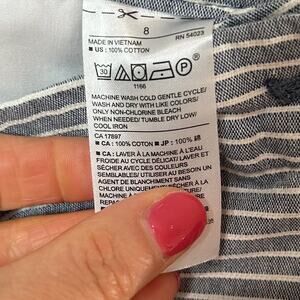 8
MADE IN VIETNAM RN 54023
■ US : 100% COTTON
30 P
1166
MACHINE WASH COLD GENTLE CYCLE/
WASH AND DRY WITH LIKE COLORS/
ONLY NON-CHLORINE BLEACH
WHEN NEEDED/ TUMBLE DRY LOW/
COOL IRON
CA 17897
■ CA : 100% COTTON ■ JP : 100% 綿
■ CA : LAVER À LA MACHINE À L'EAU
FROIDE AU CYCLE DÉLICAT/ LAVER ET
SÉCHER AVEC DES COULEURS
SEMBLABLES/ UTILISER AU BESOIN UN
AGENT DE BLANCHIMENT SANS
CHLORE UNIQUEMENT/